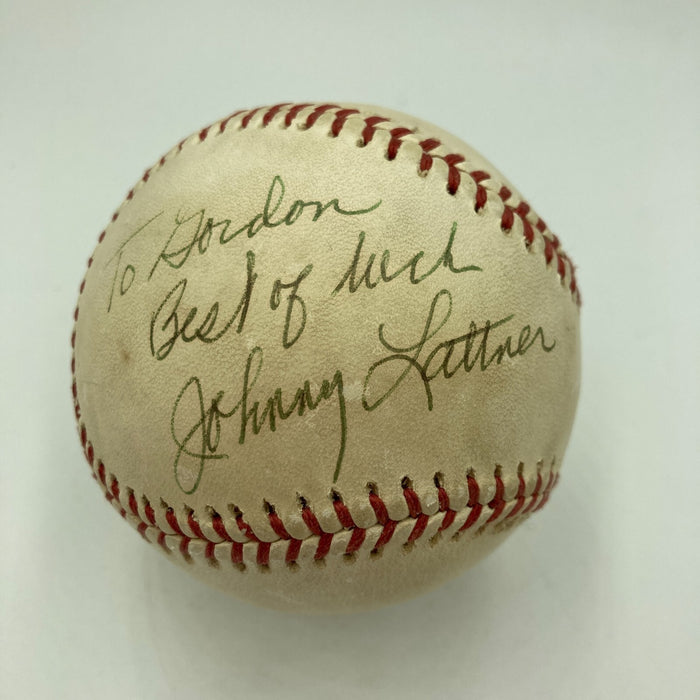 To Gordon
Best of luck
Johnny Lattner